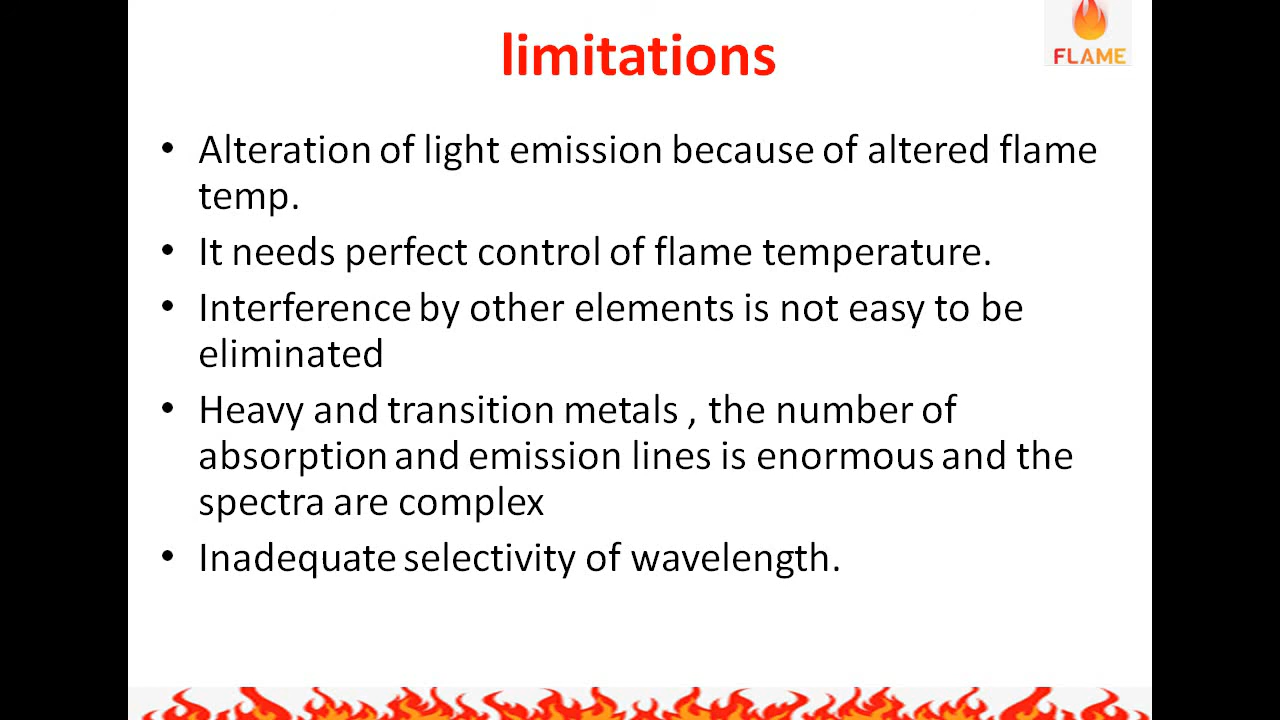 limitations
FLAME
• Alteration of light emission because of altered flame
temp.
• It needs perfect control of flame temperature.
• Interference by other elements is not easy to be
eliminated
• Heavy and transition metals , the number of
absorption and emission lines is enormous and the
spectra are complex
• Inadequate selectivity of wavelength.